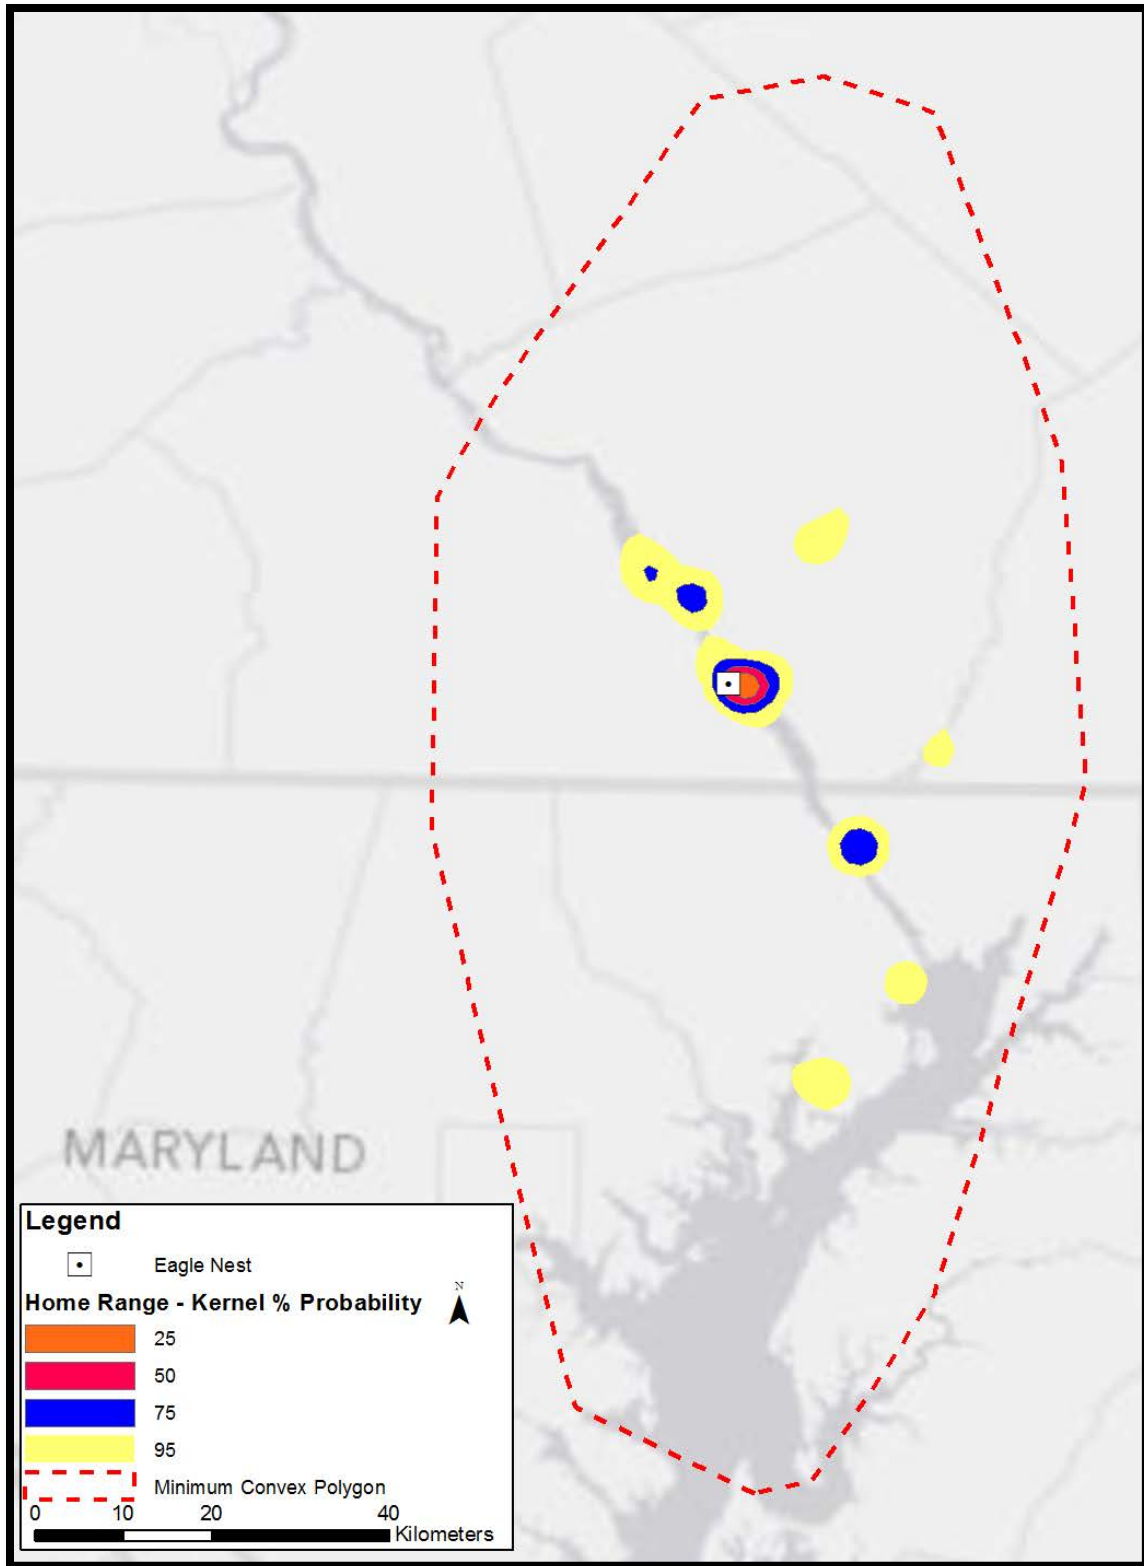 MARYLAND
Legend
Eagle Nest
N
Home Range - Kernel % Probability
25
50
75
95
Minimum Convex Polygon
0 10 20 40
Kilometers